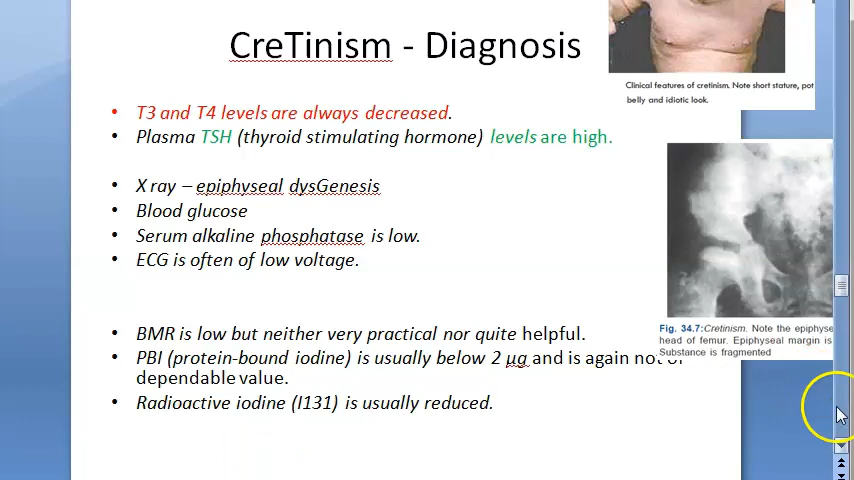 CreTinism - Diagnosis
Clinical features of cretinism. Note short stature, pot
belly and idiotic look.
• T3 and T4 levels are always decreased.
• Plasma TSH (thyroid stimulating hormone) levels are high.
• X ray – epiphyseal dysGenesis
• Blood glucose
• Serum alkaline phosphatase is low.
• ECG is often of low voltage.
Fig. 34.7: Cretinism. Note the epiphyse
head of femur. Epiphyseal margin is
Substance is fragmented
• BMR is low but neither very practical nor quite helpful.
• PBI (protein-bound iodine) is usually below 2 µg and is again not of
dependable value.
• Radioactive iodine (I131) is usually reduced.